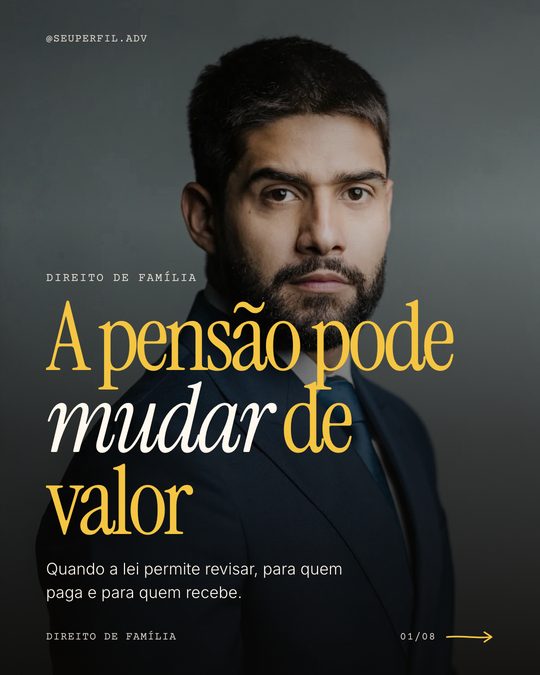 @SEUPERFIL.ADV
DIREITO DE FAMÍLIA
A pensão pode
mudar de
valor
Quando a lei permite revisar, para quem
paga e para quem recebe.
DIREITO DE FAMÍLIA
01/08